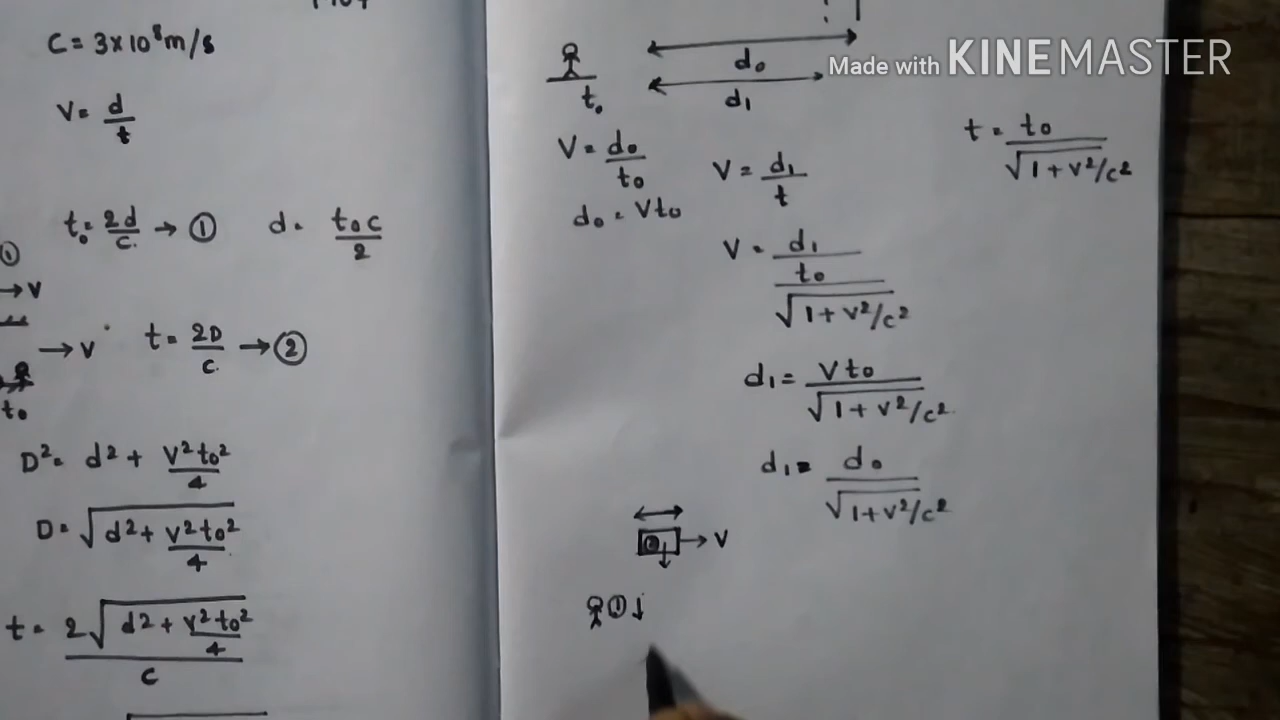 C = 3×10⁸ m/s
V = d/t
t₀ = 2d/c → ①
d = t₀c/2
①
→ V
→ V
t = 2D/c → ②
t₀
D² = d² + V²t₀²/4
D = √(d² + V²t₀²/4)
t = 2√(d² + V²t₀²/4)/c
d₀
t₀
d₁
V = d₀/t₀
V = d₁/t
d₀ = Vt₀
V = d₁/(t₀/√(1+V²/c²))
d₁ = Vt₀/√(1+V²/c²)
d₁ = d₀/√(1+V²/c²)
→ V
① ↓
Made with KINEMASTER
t = t₀/√(1+V²/c²)